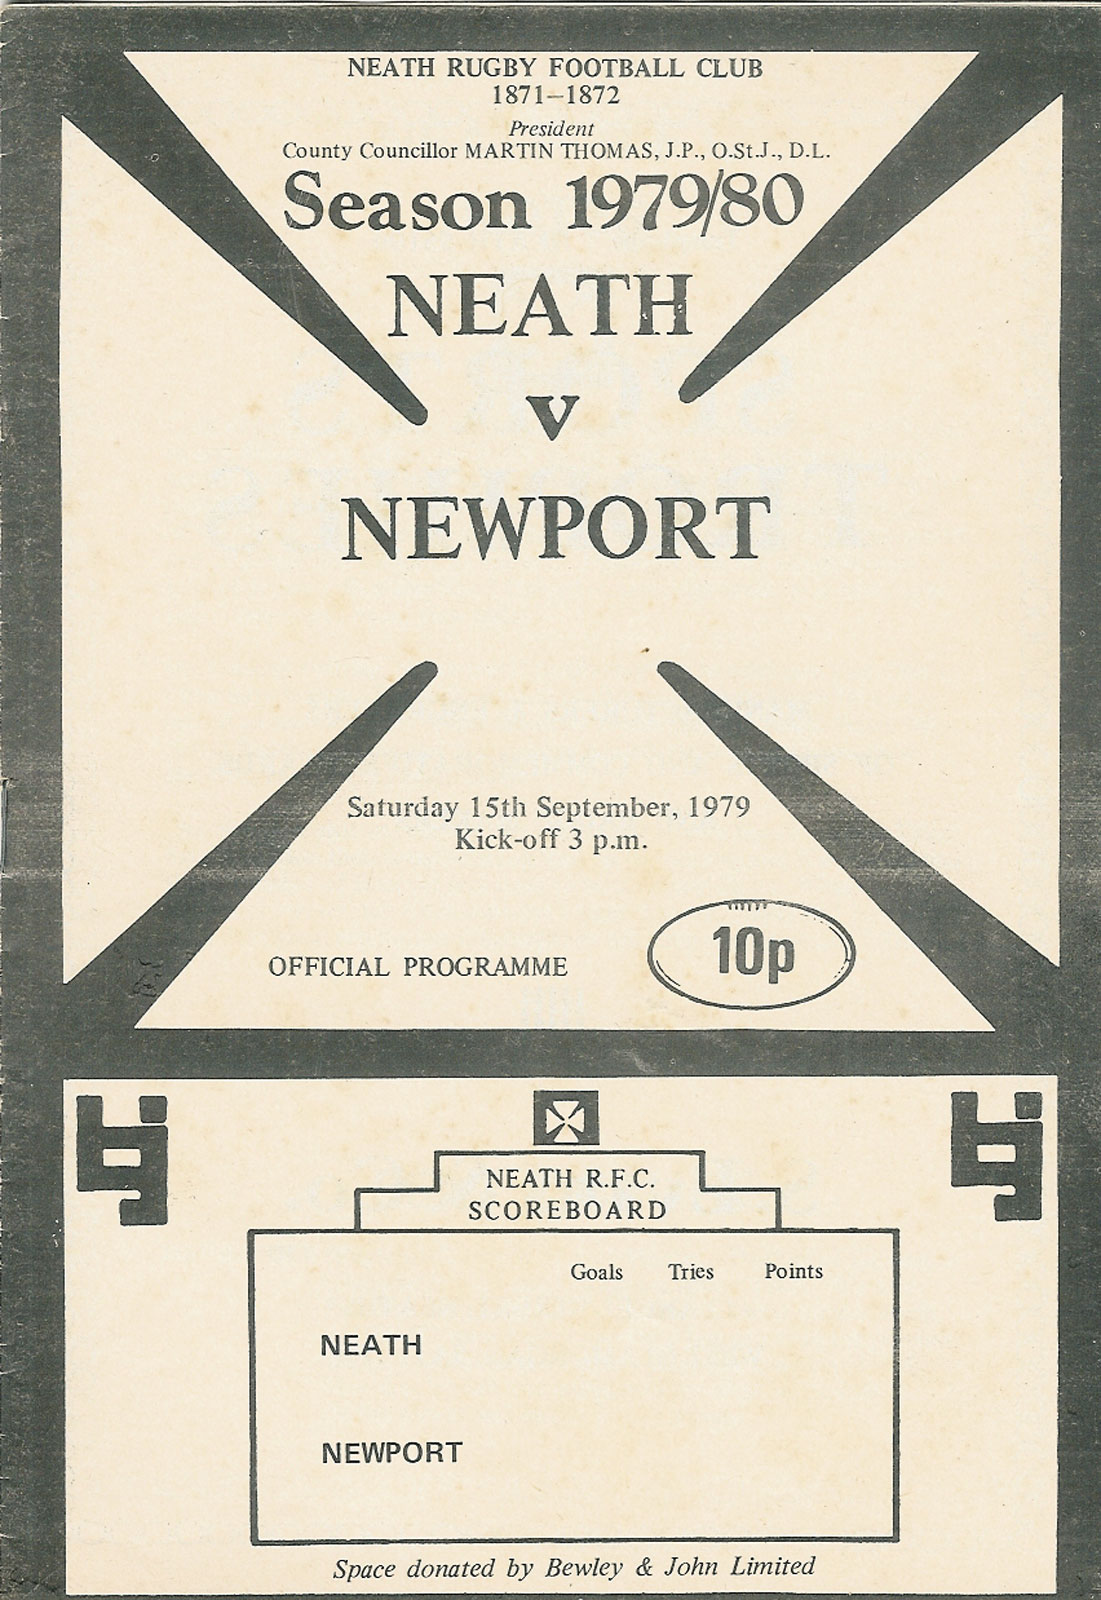 NEATH RUGBY FOOTBALL CLUB
1871–1872
President
County Councillor MARTIN THOMAS, J.P., O.St.J., D.L.
Season 1979/80
NEATH
v
NEWPORT
Saturday 15th September, 1979
Kick-off 3 p.m.
OFFICIAL PROGRAMME
10p
NEATH R.F.C.
SCOREBOARD
Goals Tries Points
NEATH
NEWPORT
Space donated by Bewley & John Limited